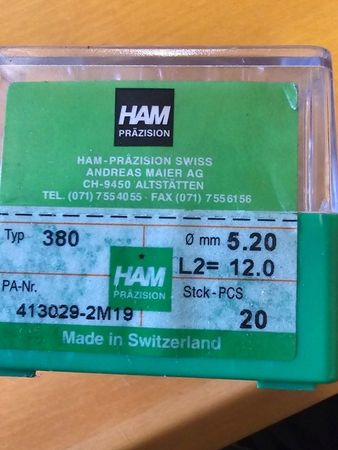 HAM
PRÄZISION
HAM-PRÄZISION SWISS
ANDREAS MAIER AG
CH-9450 ALTSTÄTTEN
TEL. (071) 7554055 · FAX (071) 7556156
Typ 380
Ø mm 5.20
L2= 12.0
HAM
PRÄZISION
PA-Nr.
413029-2M19
Stck-PCS
20
Made in Switzerland